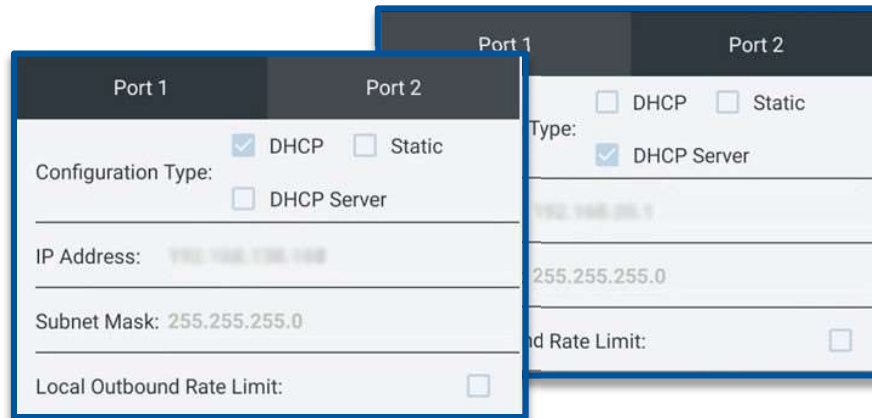 Port 1 Port 2
DHCP Static
Configuration Type:
DHCP Server
IP Address:
Subnet Mask: 255.255.255.0
Local Outbound Rate Limit:
Port 1 Port 2
DHCP Static
Type:
DHCP Server
255.255.255.0
Rate Limit: